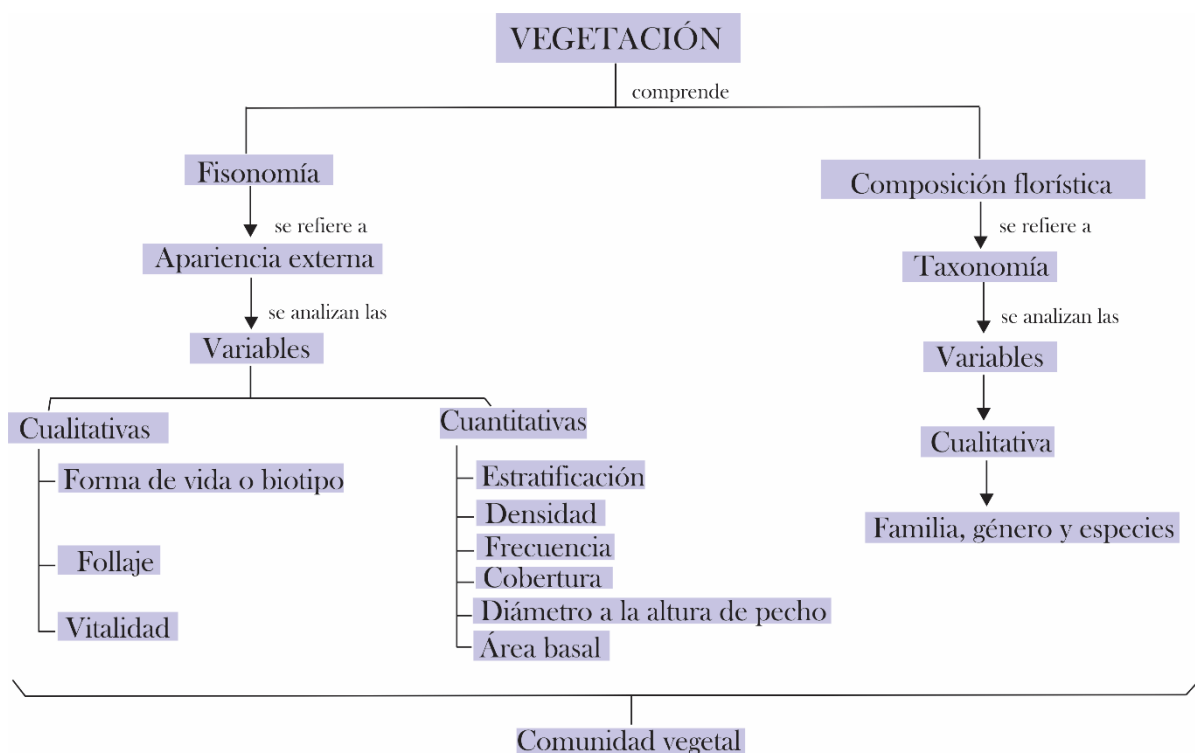 VEGETACIÓN
comprende
Fisonomía
se refiere a
Apariencia externa
se analizan las
Variables
Cualitativas
Forma de vida o biotipo
Follaje
Vitalidad
Cuantitativas
Estratificación
Densidad
Frecuencia
Cobertura
Diámetro a la altura de pecho
Área basal
Composición florística
se refiere a
Taxonomía
se analizan las
Variables
Cualitativa
Familia, género y especies
Comunidad vegetal